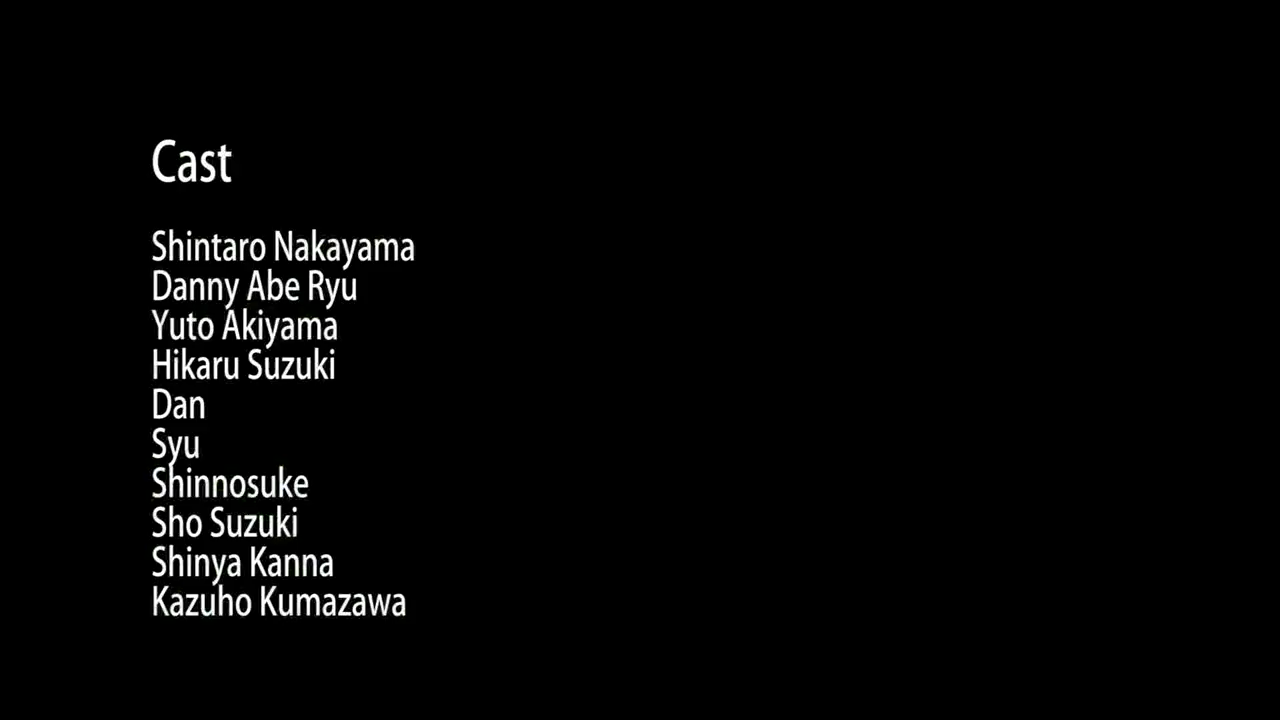 Cast
Shintaro Nakayama
Danny Abe Ryu
Yuto Akiyama
Hikaru Suzuki
Dan
Syu
Shinnosuke
Sho Suzuki
Shinya Kanna
Kazuho Kumazawa